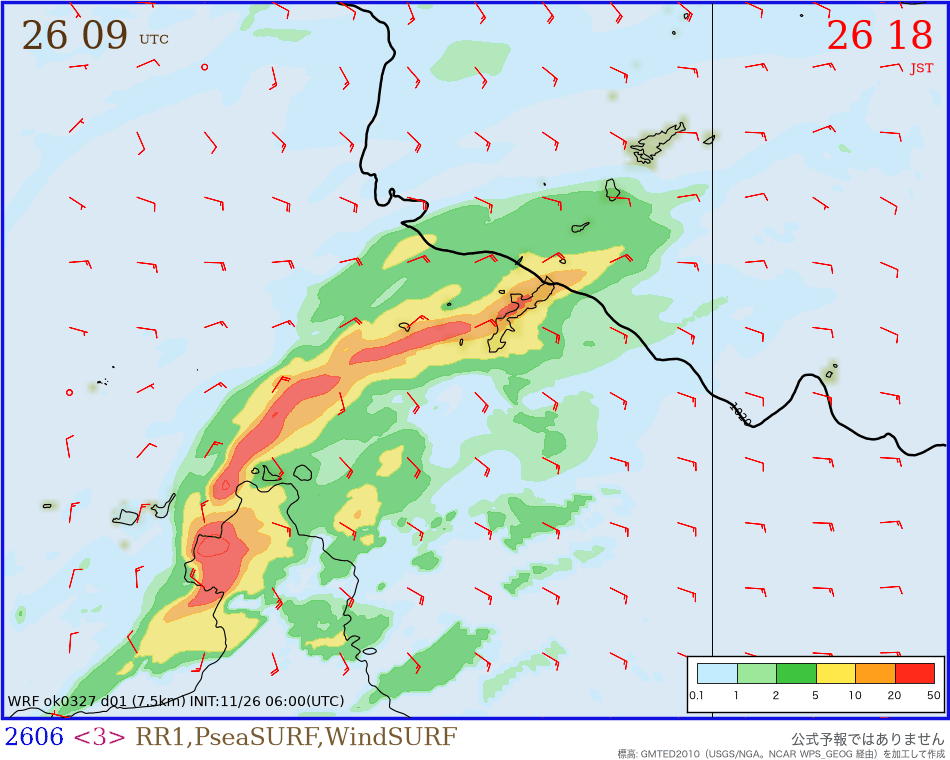 26 09 UTC
26 18
JST
1020
WRF ok0327 d01 (7.5km) INIT:11/26 06:00(UTC)
0.1 1 2 5 10 20 50
2606 <3> RR1,PseaSURF,WindSURF
公式予報ではありません
標高: GMTED2010（USGS/NGA。NCAR WPS_GEOG 経由）を加工して作成